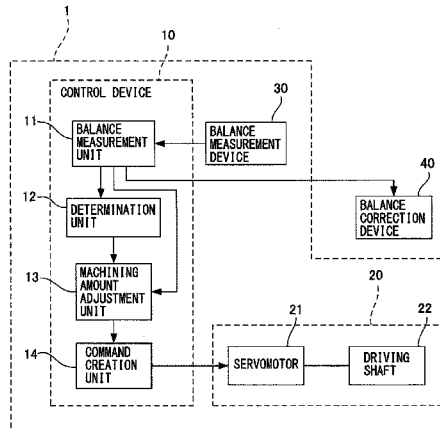 1
10
CONTROL DEVICE
30
11
BALANCE
MEASUREMENT
UNIT
BALANCE
MEASUREMENT
DEVICE
40
12
DETERMINATION
UNIT
BALANCE
CORRECTION
DEVICE
13
MACHINING
AMOUNT
ADJUSTMENT
UNIT
20
21
22
14
COMMAND
CREATION
UNIT
SERVOMOTOR
DRIVING
SHAFT